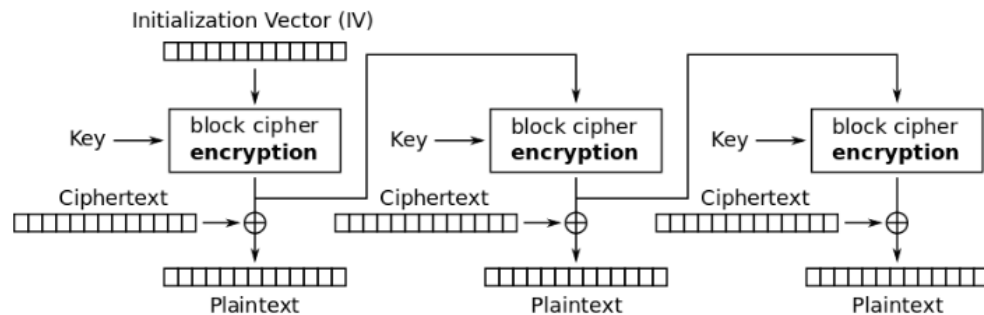 Initialization Vector (IV)
Key
block cipher
encryption
Key
block cipher
encryption
Key
block cipher
encryption
Ciphertext
Ciphertext
Ciphertext
Plaintext
Plaintext
Plaintext